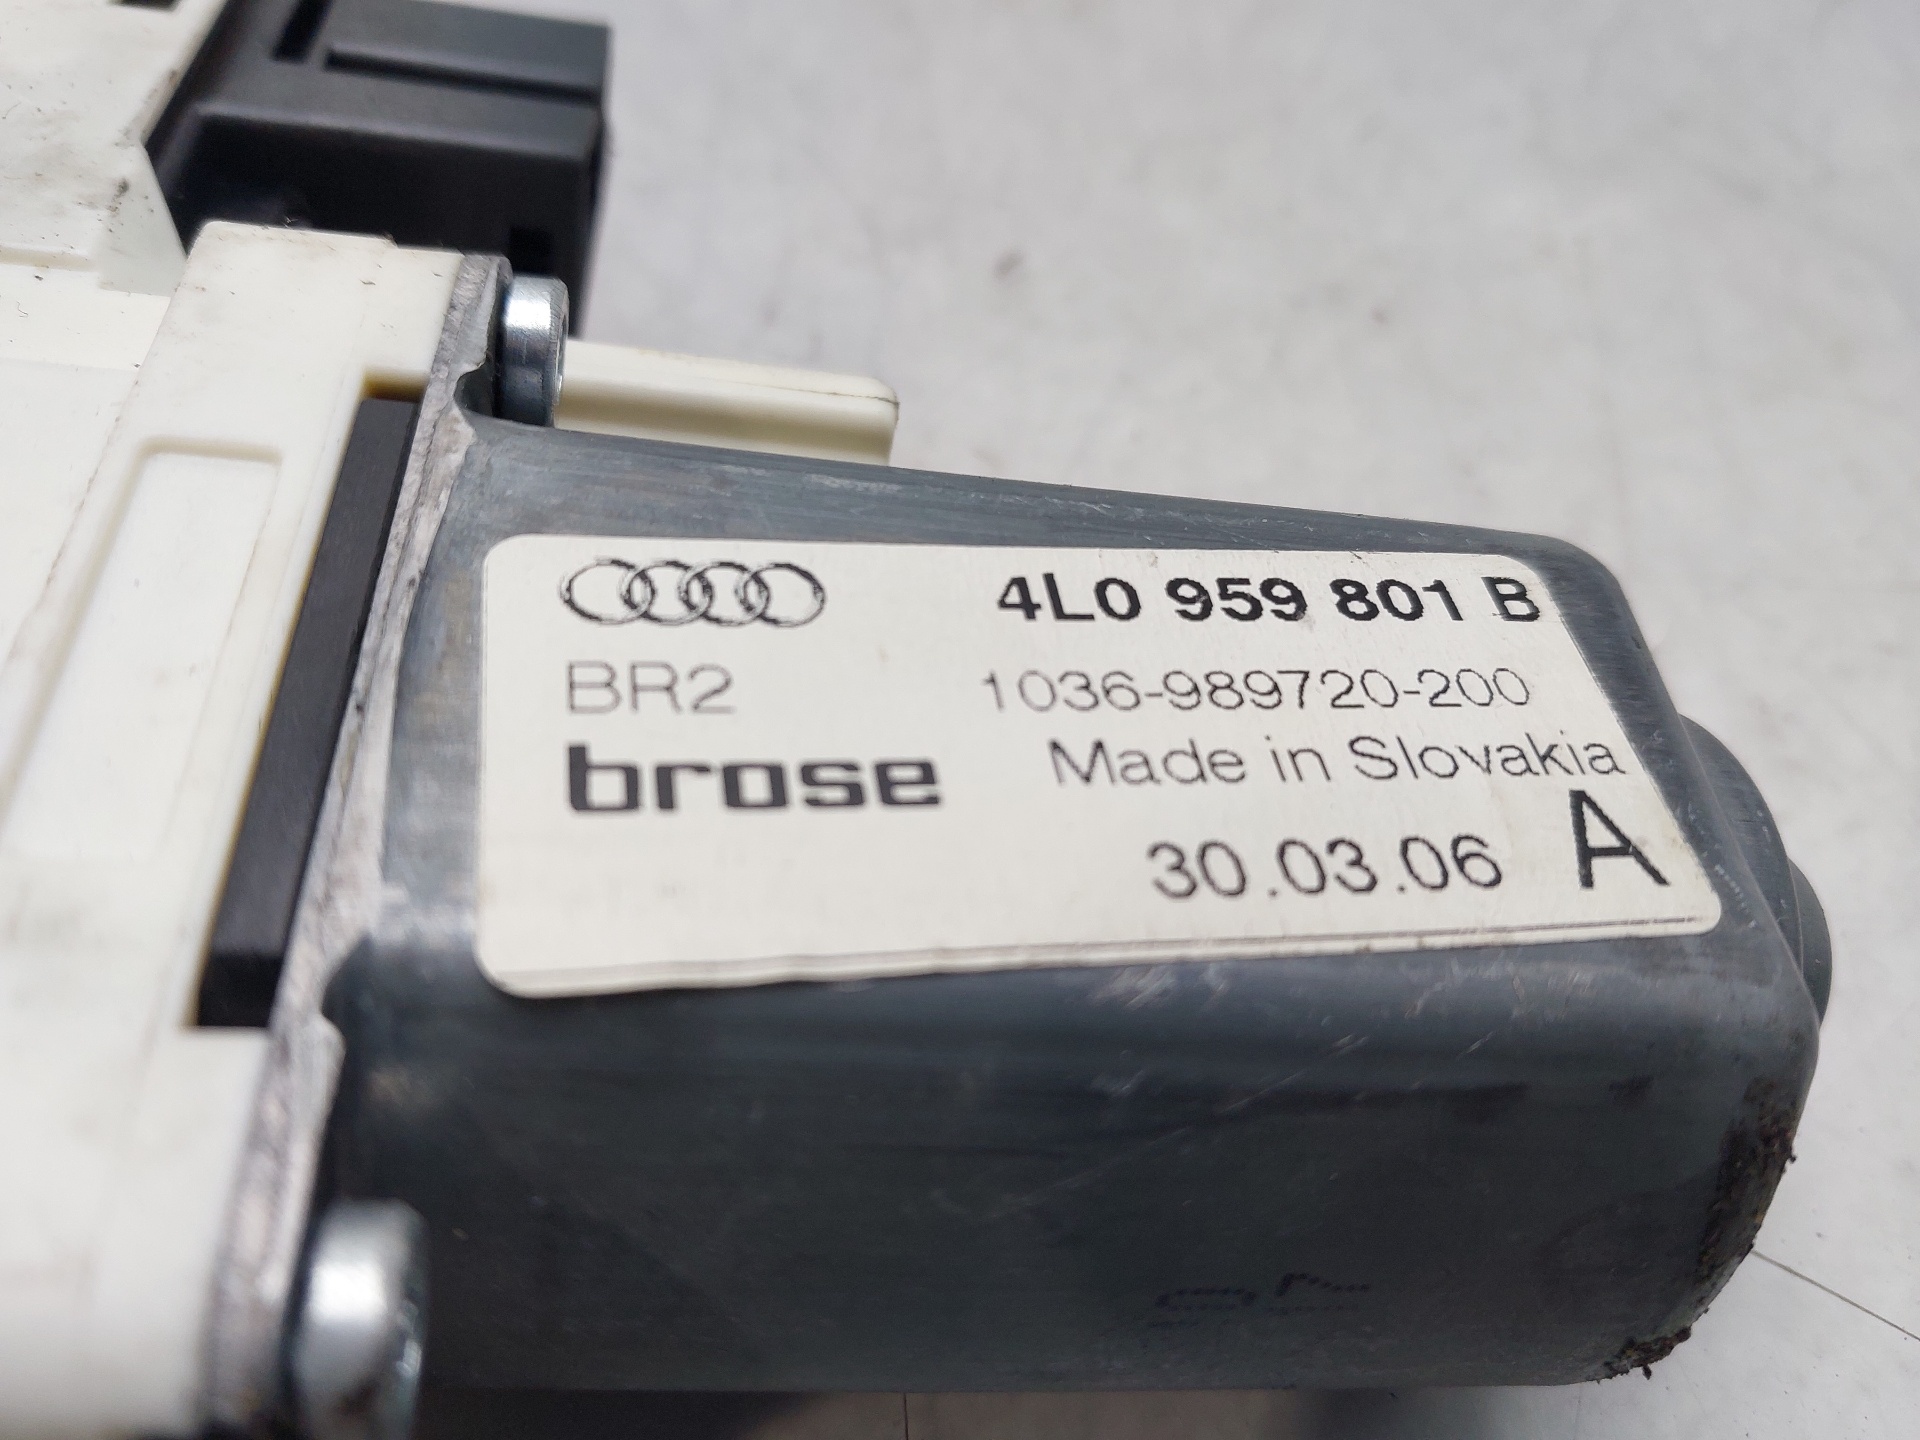 4L0 959 801 B
BR2 1036-989720-200
brose Made in Slovakia
30.03.06 A